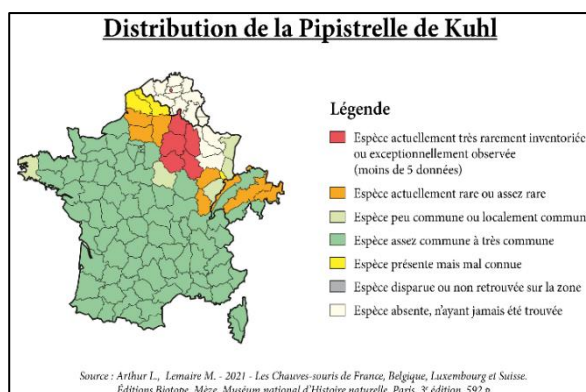 Distribution de la Pipistrelle de Kuhl
Légende
Espèce actuellement très rarement inventoriée
ou exceptionnellement observée
(moins de 5 données)
Espèce actuellement rare ou assez rare
Espèce peu commune ou localement commun
Espèce assez commune à très commune
Espèce présente mais mal connue
Espèce disparue ou non retrouvée sur la zone
Espèce absente, n'ayant jamais été trouvée
Source : Arthur L., Lemaire M. - 2021 - Les Chauves-souris de France, Belgique, Luxembourg et Suisse.
Éditions Biotope, Mèze, Muséum national d'Histoire naturelle, Paris, 3e édition, 592 p.